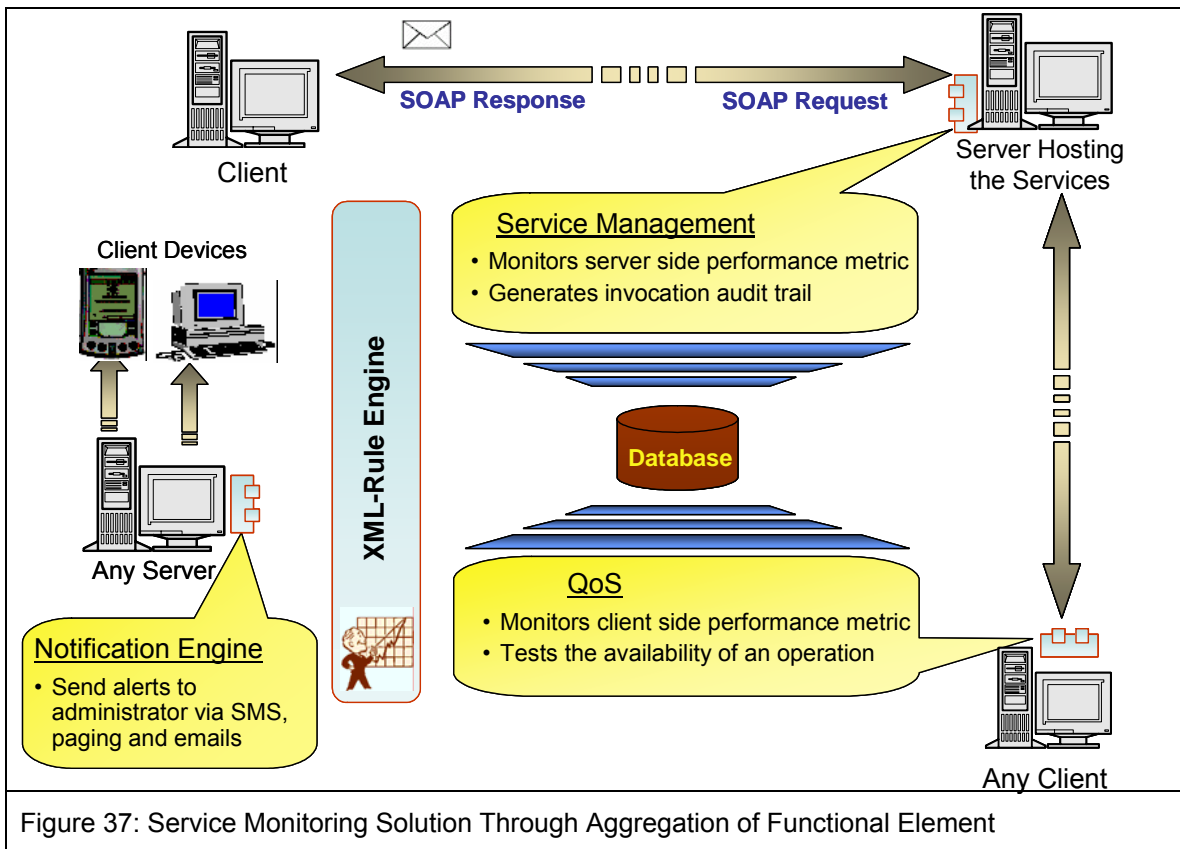 SOAP Response
SOAP Request
Client
Server Hosting
the Services
Service Management
• Monitors server side performance metric
• Generates invocation audit trail
Client Devices
XML-Rule Engine
Database
Any Server
QoS
• Monitors client side performance metric
• Tests the availability of an operation
Notification Engine
• Send alerts to
administrator via SMS,
paging and emails
Any Client
Figure 37: Service Monitoring Solution Through Aggregation of Functional Element